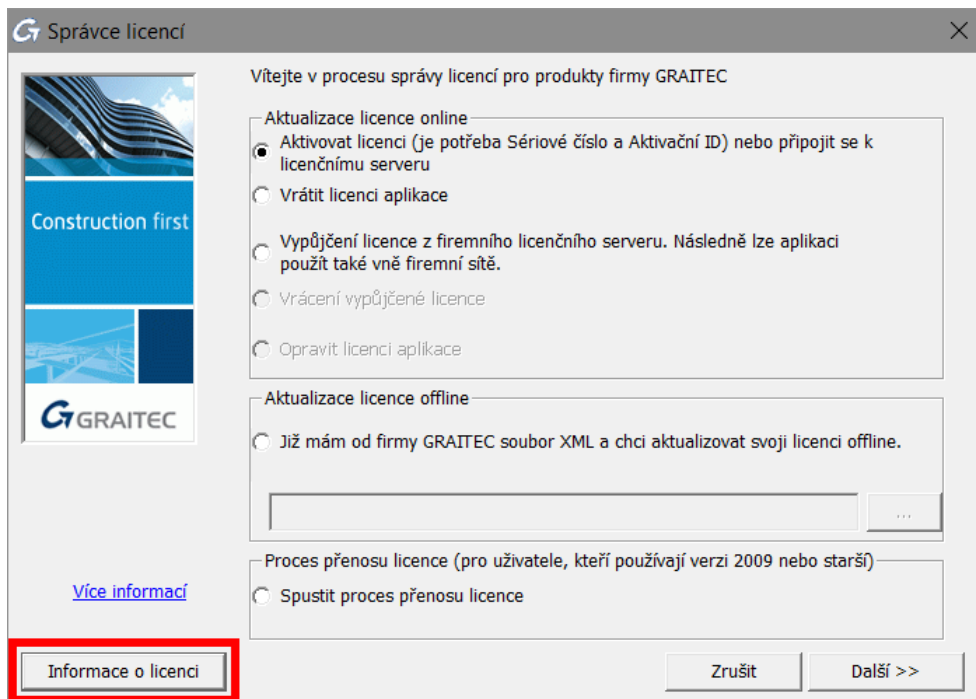 Správce licencí
Vítejte v procesu správy licencí pro produkty firmy GRAITEC
Aktualizace licence online
Aktivovat licenci (je potřeba Sériové číslo a Aktivační ID) nebo připojit se k
licenčnímu serveru
Vrátit licenci aplikace
Construction first
Vypůjčení licence z firemního licenčního serveru. Následně lze aplikaci
použít také vně firemní sítě.
Vrácení vypůjčené licence
Opravit licenci aplikace
GRAITEC
Aktualizace licence offline
Již mám od firmy GRAITEC soubor XML a chci aktualizovat svoji licenci offline.
...
Proces přenosu licence (pro uživatele, kteří používají verzi 2009 nebo starší)
Spustit proces přenosu licence
Více informací
Informace o licenci
Zrušit
Další >>